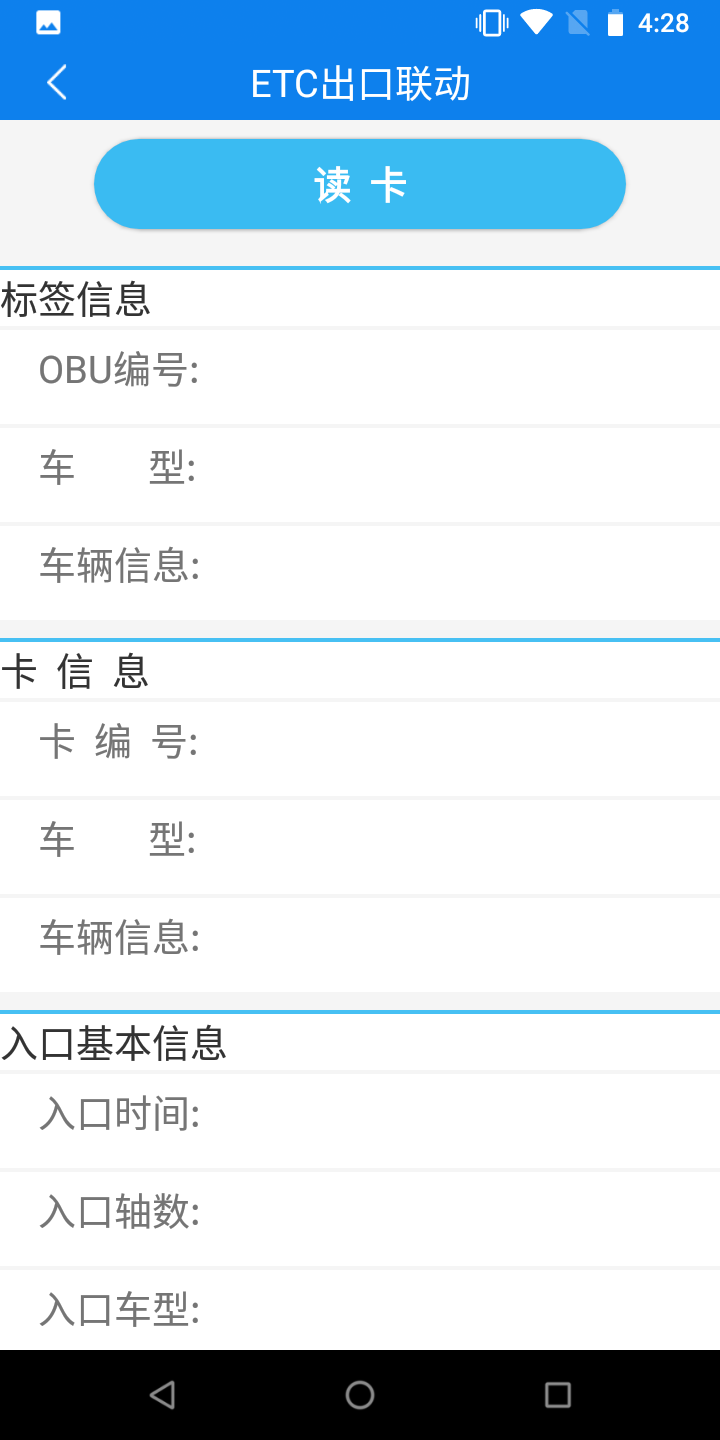 4:28
ETC出口联动
读 卡
标签信息
OBU编号:
车 型:
车辆信息:
卡 信 息
卡 编 号:
车 型:
车辆信息:
入口基本信息
入口时间:
入口轴数:
入口车型: